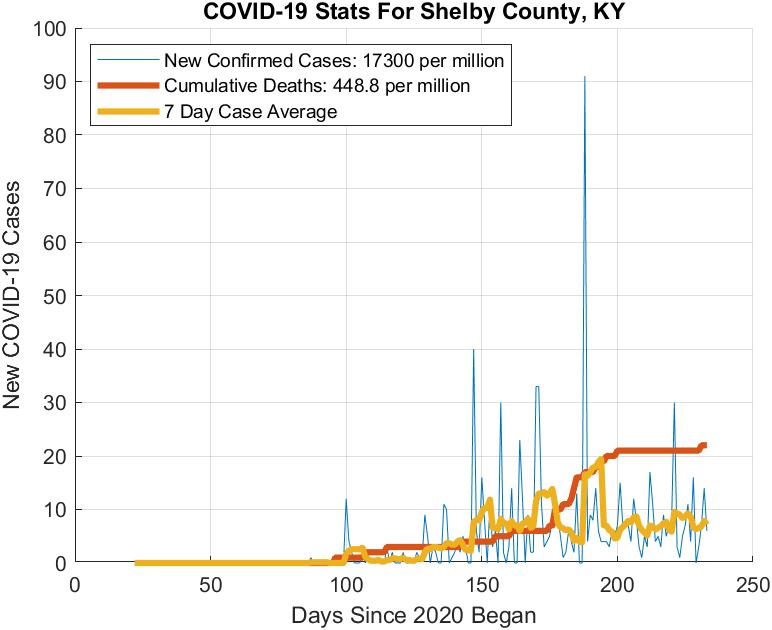 COVID-19 Stats For Shelby County, KY
New Confirmed Cases: 17300 per million
Cumulative Deaths: 448.8 per million
7 Day Case Average
New COVID-19 Cases
100
90
80
70
60
50
40
30
20
10
0
0 50 100 150 200 250
Days Since 2020 Began